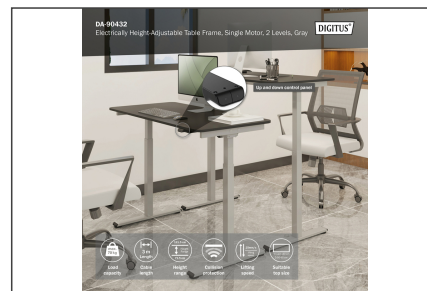 DA-90432
Electrically Height-Adjustable Table Frame, Single Motor, 2 Levels, Gray
DIGITUS®
Up and down control panel
Load capacity
Cable length
Height range
Collision protection
Lifting speed
Suitable top size